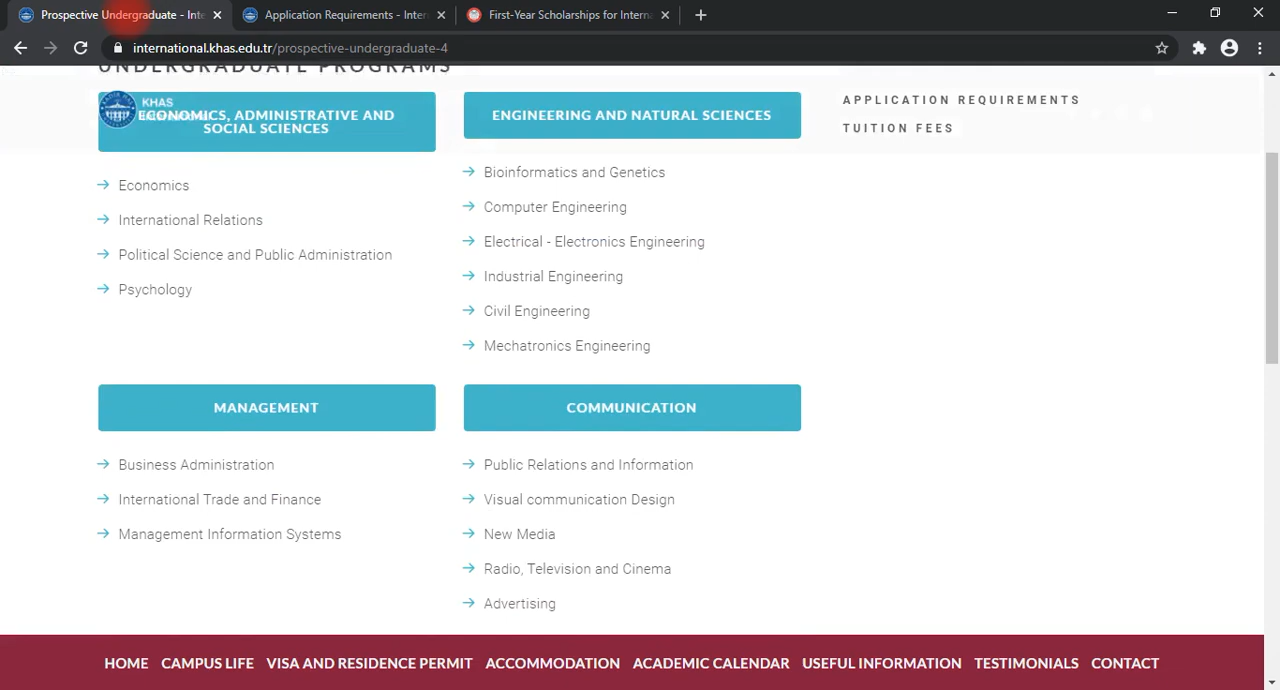 Prospective Undergraduate - Inte
Application Requirements - Inter
First-Year Scholarships for Interna
international.khas.edu.tr/prospective-undergraduate-4
UNDERGRADUATE PROGRAMS
KHAS
ECONOMICS, ADMINISTRATIVE AND
SOCIAL SCIENCES
Economics
International Relations
Political Science and Public Administration
Psychology
ENGINEERING AND NATURAL SCIENCES
Bioinformatics and Genetics
Computer Engineering
Electrical - Electronics Engineering
Industrial Engineering
Civil Engineering
Mechatronics Engineering
APPLICATION REQUIREMENTS
TUITION FEES
MANAGEMENT
Business Administration
International Trade and Finance
Management Information Systems
COMMUNICATION
Public Relations and Information
Visual communication Design
New Media
Radio, Television and Cinema
Advertising
HOME CAMPUS LIFE VISA AND RESIDENCE PERMIT ACCOMMODATION ACADEMIC CALENDAR USEFUL INFORMATION TESTIMONIALS CONTACT